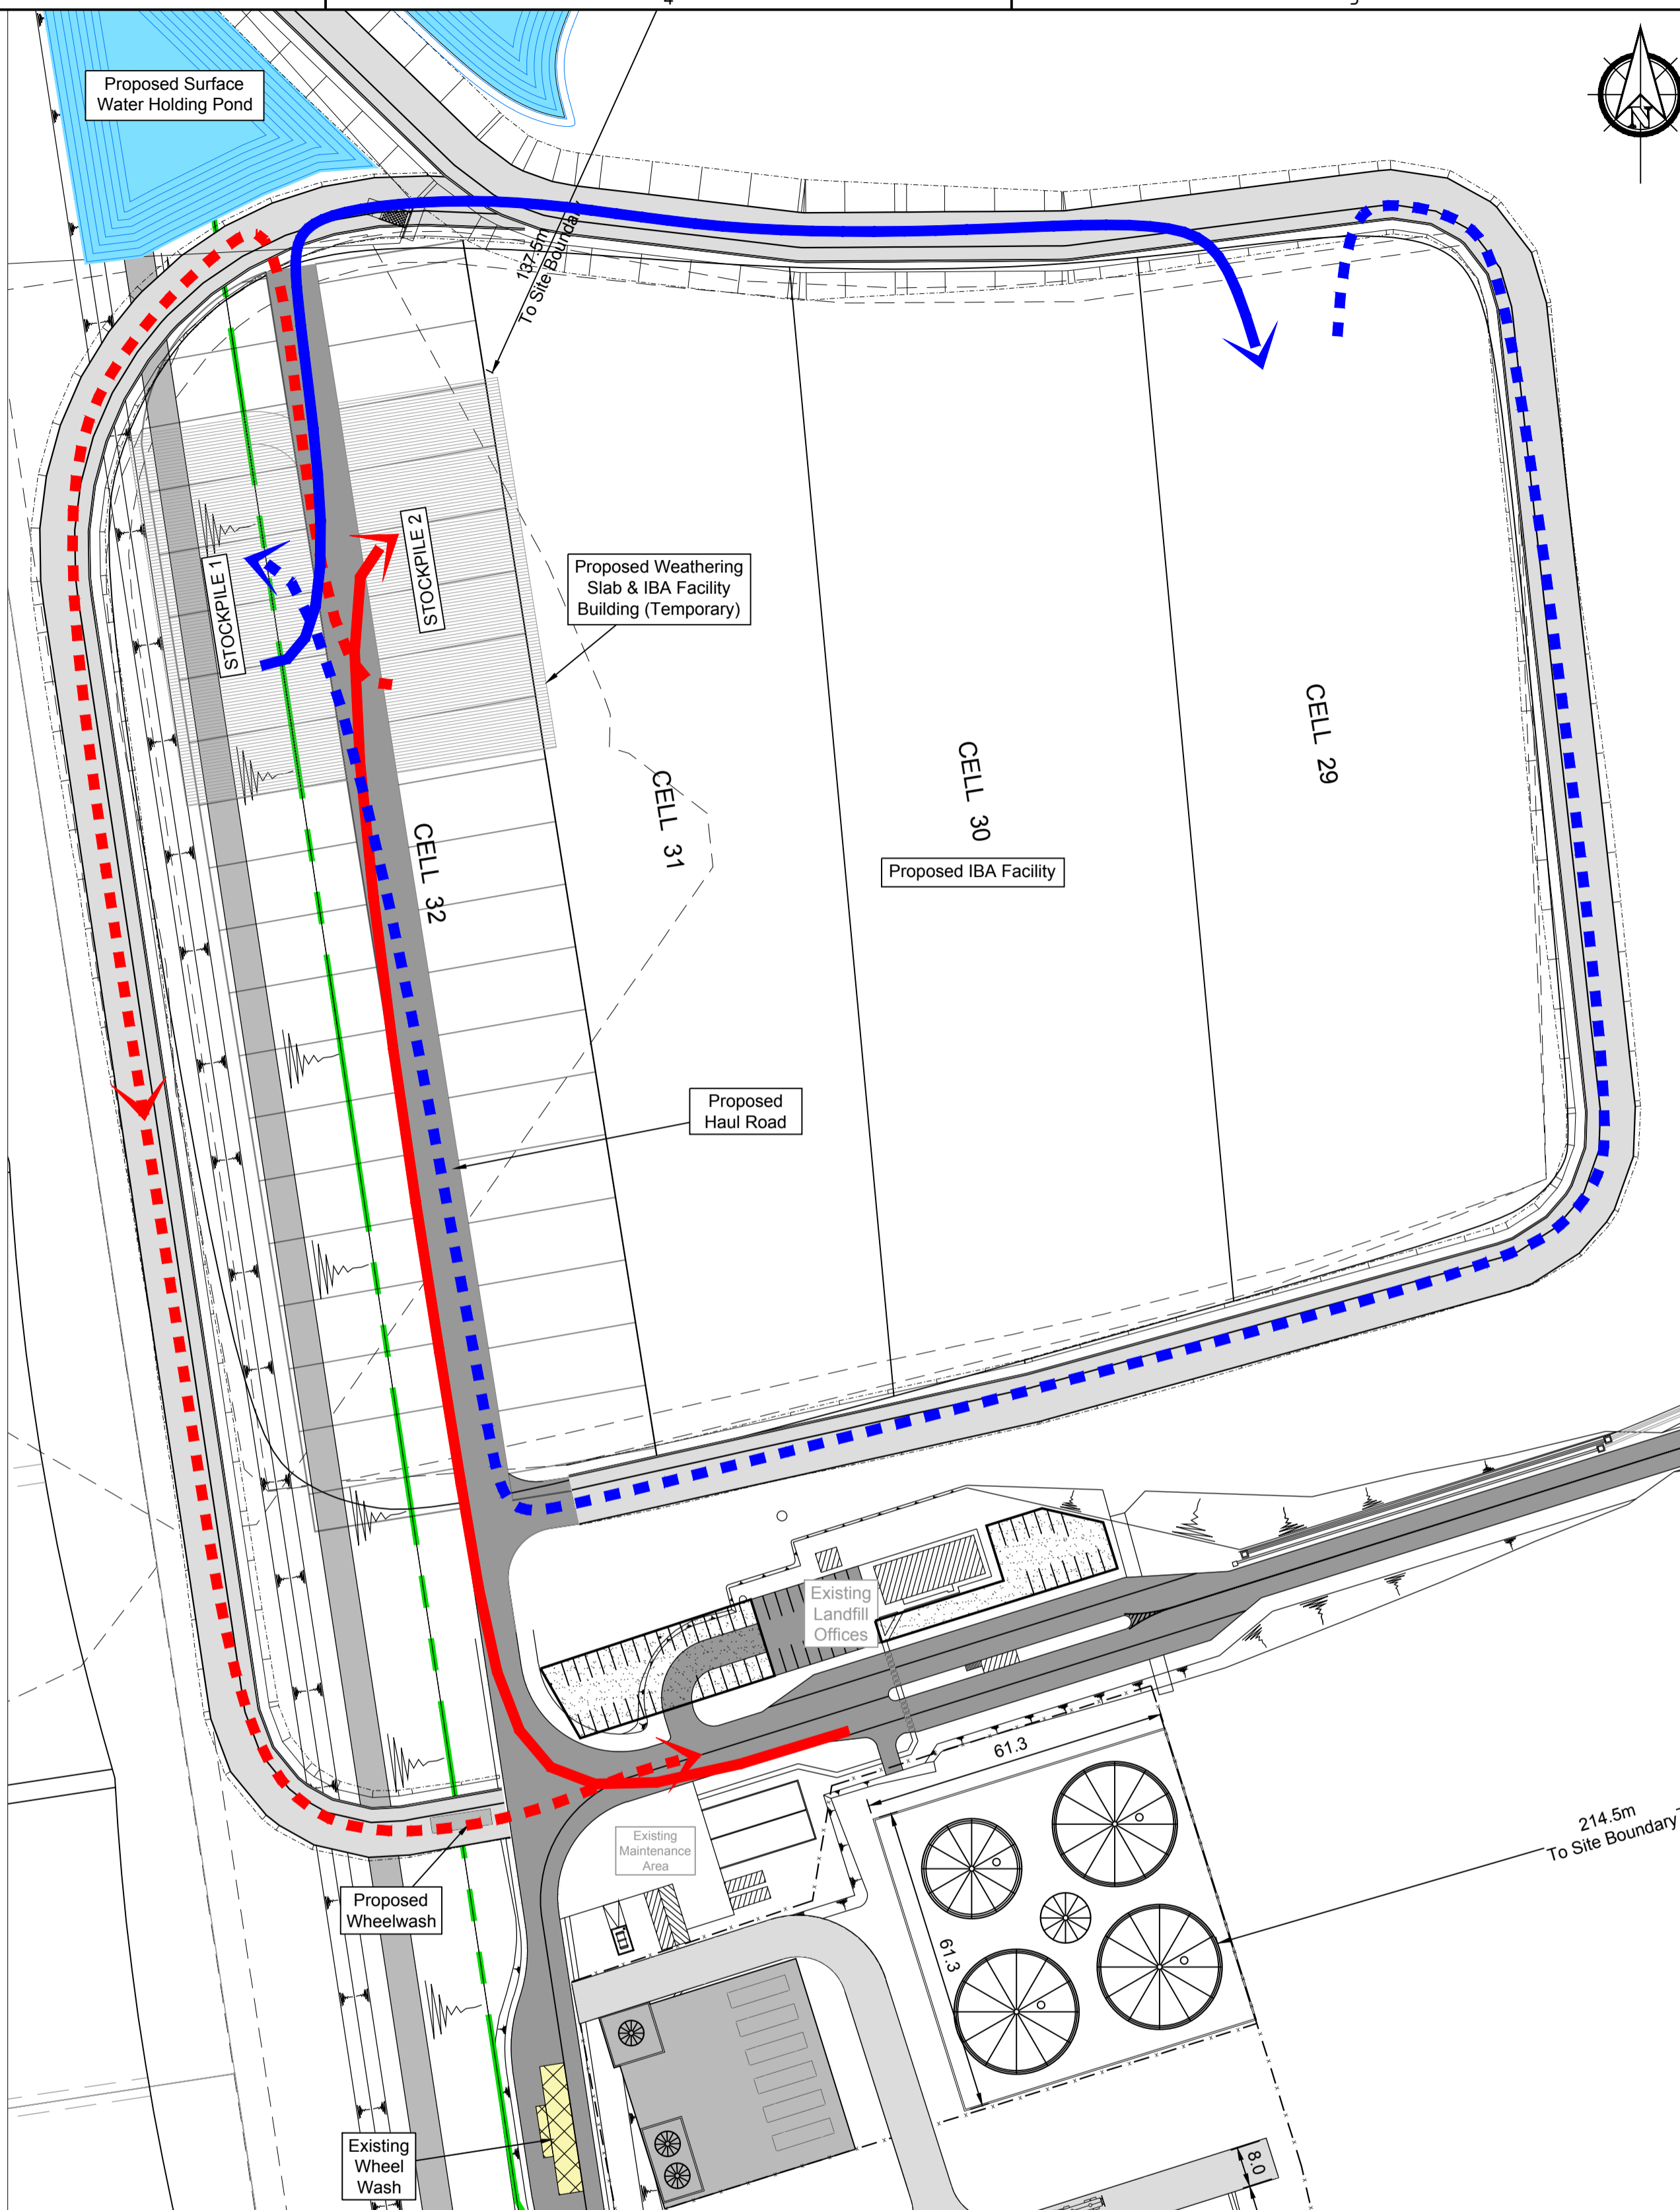 4
5
Proposed Surface
Water Holding Pond
N
137.5m
To Site Boundary
STOCKPILE 1
STOCKPILE 2
Proposed Weathering
Slab & IBA Facility
Building (Temporary)
CELL 32
CELL 31
CELL 30
CELL 29
Proposed IBA Facility
Proposed
Haul Road
Existing
Landfill
Offices
61.3
61.3
214.5m
To Site Boundary
Existing
Maintenance
Area
Proposed
Wheelwash
Existing
Wheel
Wash
8.0